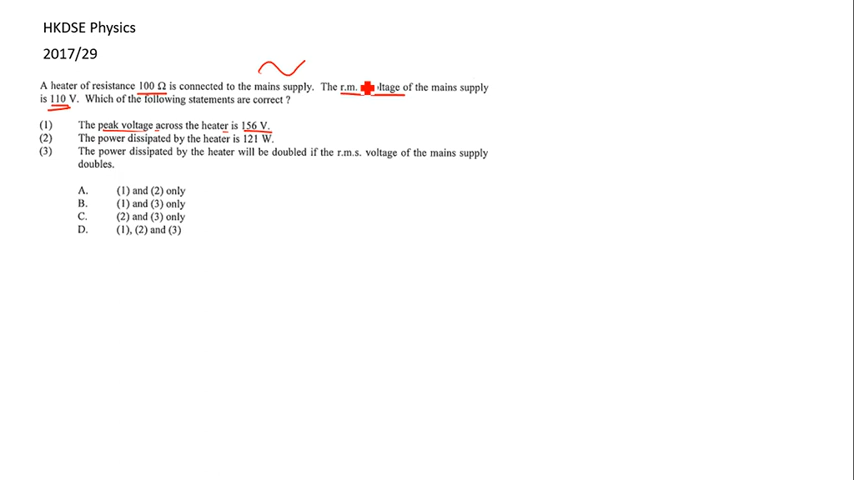 HKDSE Physics
2017/29
A heater of resistance 100 Ω is connected to the mains supply. The r.m. ltage of the mains supply
is 110 V. Which of the following statements are correct ?
(1) The peak voltage across the heater is 156 V.
(2) The power dissipated by the heater is 121 W.
(3) The power dissipated by the heater will be doubled if the r.m.s. voltage of the mains supply
doubles.
A. (1) and (2) only
B. (1) and (3) only
C. (2) and (3) only
D. (1), (2) and (3)